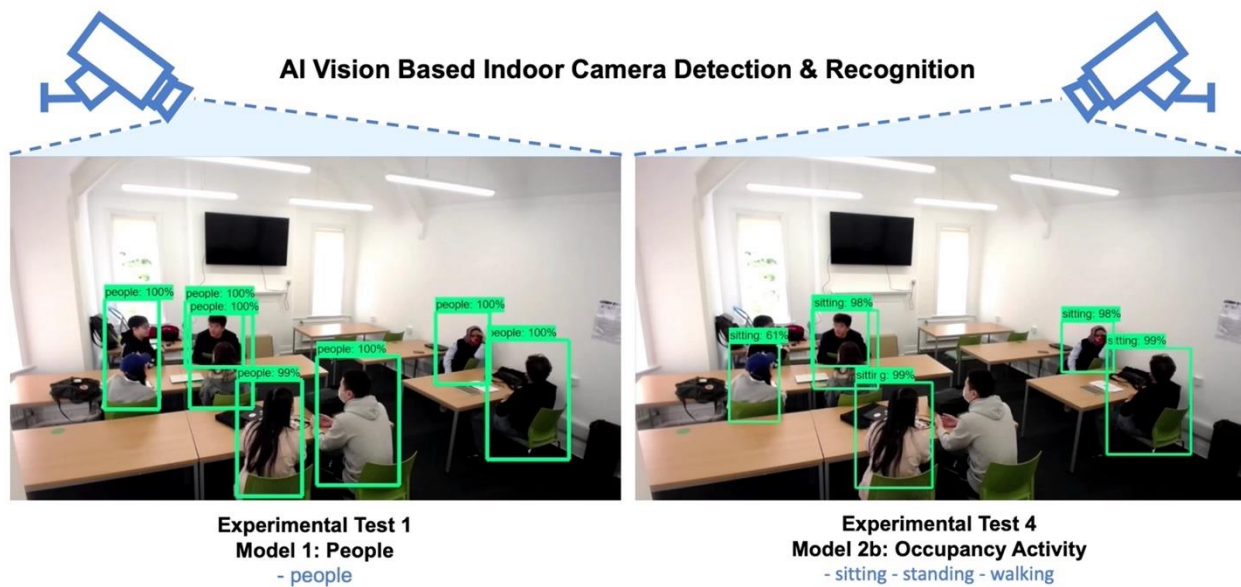 AI Vision Based Indoor Camera Detection & Recognition
people: 100%
people: 100%
people: 100%
people: 100%
people: 100%
people: 100%
people: 99%
Experimental Test 1
Model 1: People
- people
sitting: 98%
sitting: 98%
sitting: 61%
sitting: 99%
sitting: 99%
Experimental Test 4
Model 2b: Occupancy Activity
- sitting - standing - walking